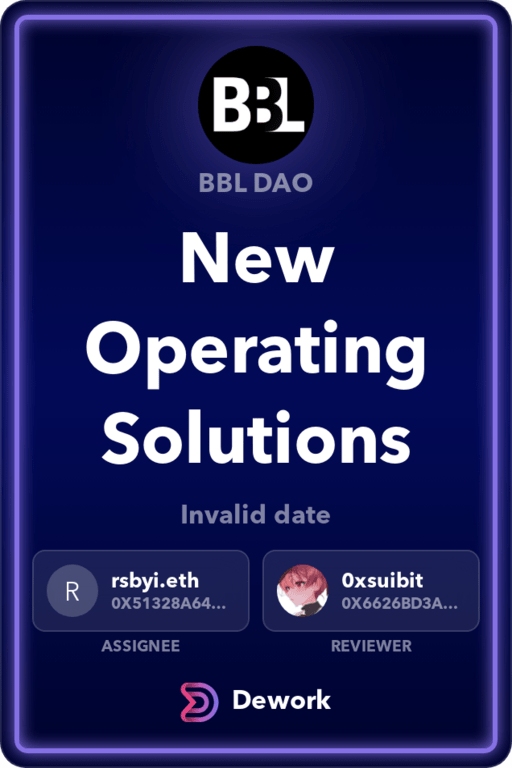 BBL
BBL DAO
New
Operating
Solutions
Invalid date
R
rsbyi.eth
0X51328A64...
ASSIGNEE
0xsuibit
0X6626BD3A...
REVIEWER
Dework